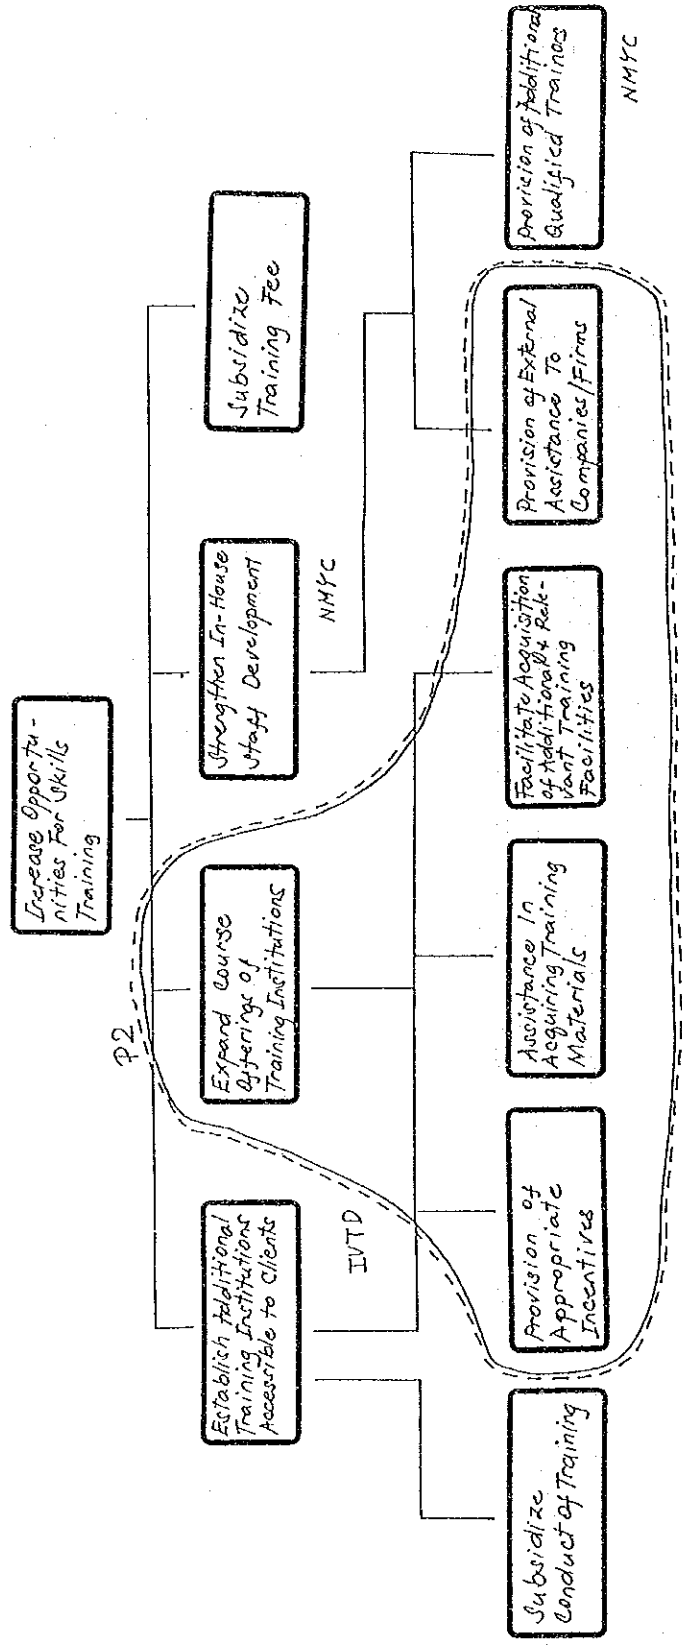 Increase Opportu-
nities For Skills
Training
P2
Establish Additional
Training Institutions
Accessible to Clients
IVTD
Expand Course
Offerings of
Training Institutions
Strengthen In-House
Staff Development
NMYC
Subsidize
Training Fee
Subsidize
Conduct Of Training
Provision of
Appropriate
Incentives
Assistance In
Acquiring Training
Materials
Facilitate Acquisition
of Additional & Rele-
vant Training
Facilities
Provision of External
Assistance To
Companies/Firms
Provision of Additional
Qualified Trainors
NMYC